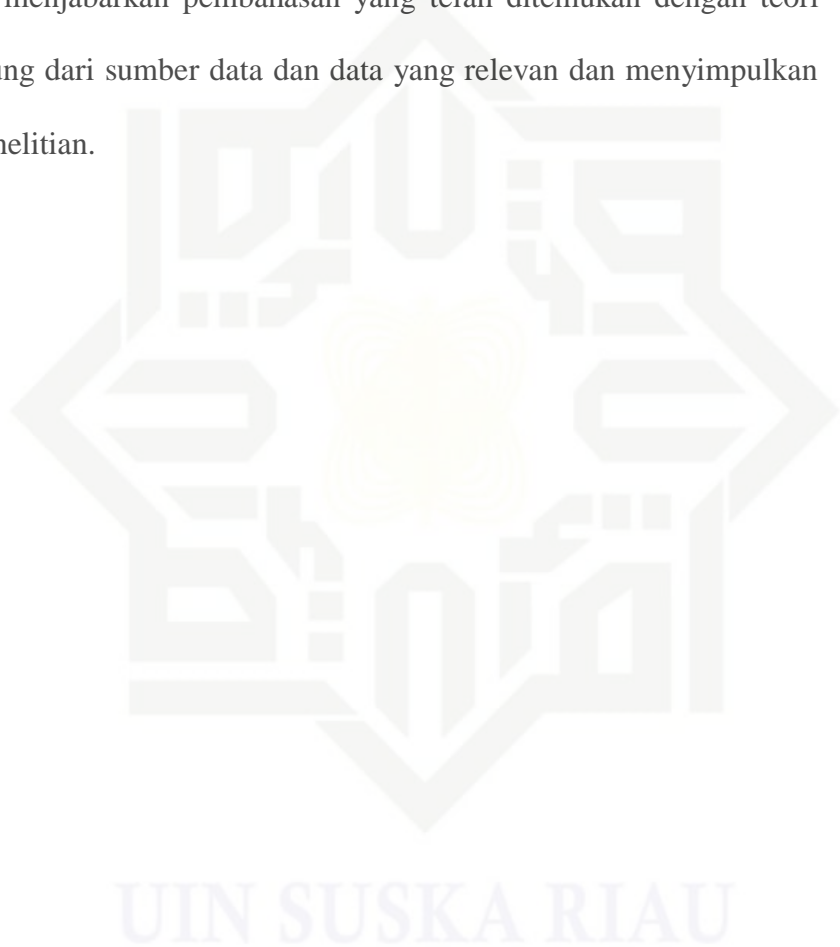 menjabarkan pembahasan yang telah ditemukan dengan teori
ung dari sumber data dan data yang relevan dan menyimpulkan
nelitian.
UIN SUSKA RIAU